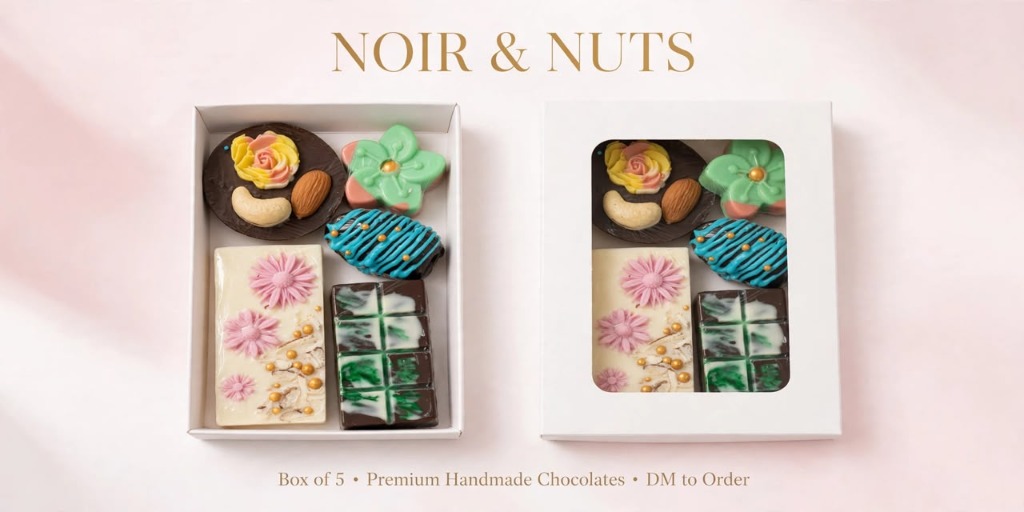 NOIR & NUTS
Box of 5 • Premium Handmade Chocolates • DM to Order